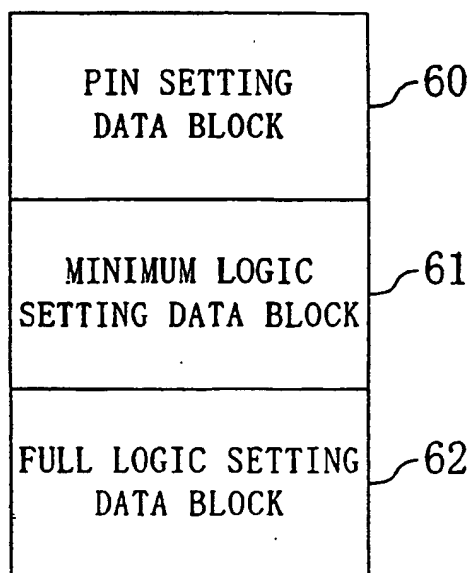 PIN SETTING
DATA BLOCK
60
MINIMUM LOGIC
SETTING DATA BLOCK
61
FULL LOGIC SETTING
DATA BLOCK
62